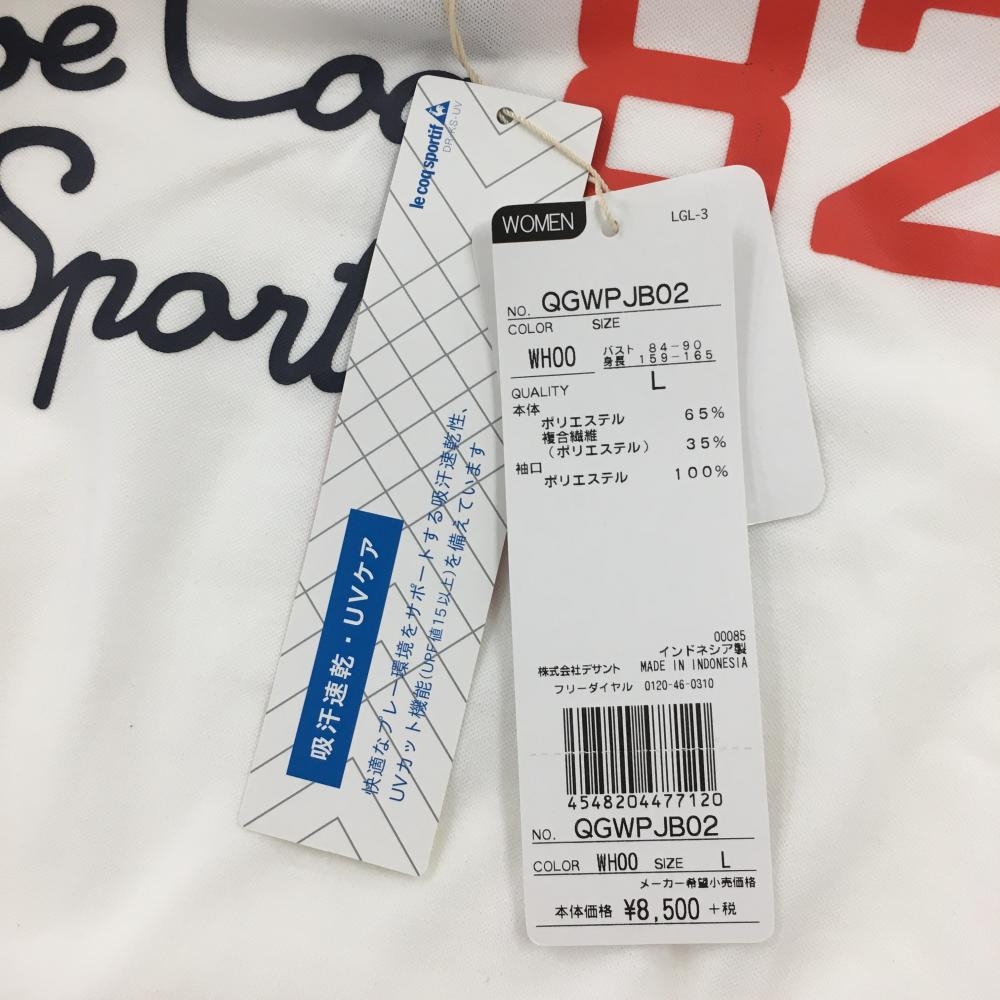 Coq
82
Sport
le coq sportif
DR-KS-UV
吸汗速乾・UVケア
快適なプレー環境をサポートする吸汗速乾性、
UVカット機能(UPF値15以上)を備えています
WOMEN
LGL-3
NO. QGWPJB02
COLOR SIZE
WH00 バスト 84-90
身長 159-165
L
QUALITY
本体
ポリエステル 65%
複合繊維
(ポリエステル) 35%
袖口
ポリエステル 100%
00085
インドネシア製
株式会社デサント MADE IN INDONESIA
フリーダイヤル 0120-46-0310
4548204477120
NO. QGWPJB02
COLOR WH00 SIZE L
メーカー希望小売価格
本体価格 ¥8,500 +税